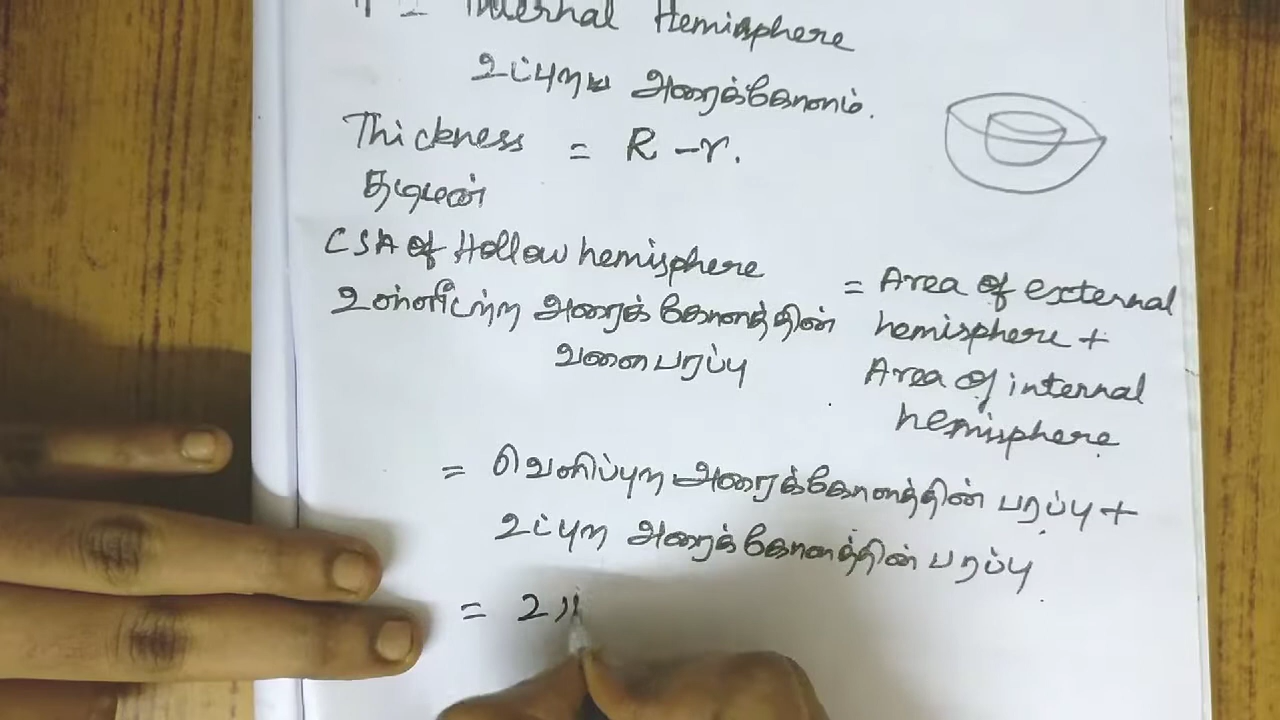 r = Internal Hemisphere
உட்புற அரைக்கோளம்.
Thickness = R - r.
தடிமன்
CSA of Hollow hemisphere = Area of external
உள்ளீடற்ற அரைக் கோளத்தின் hemisphere +
வளை பரப்பு Area of internal
hemisphere
= வெளிப்புற அரைக்கோளத்தின் பரப்பு +
உட்புற அரைக்கோளத்தின் பரப்பு
= 2π